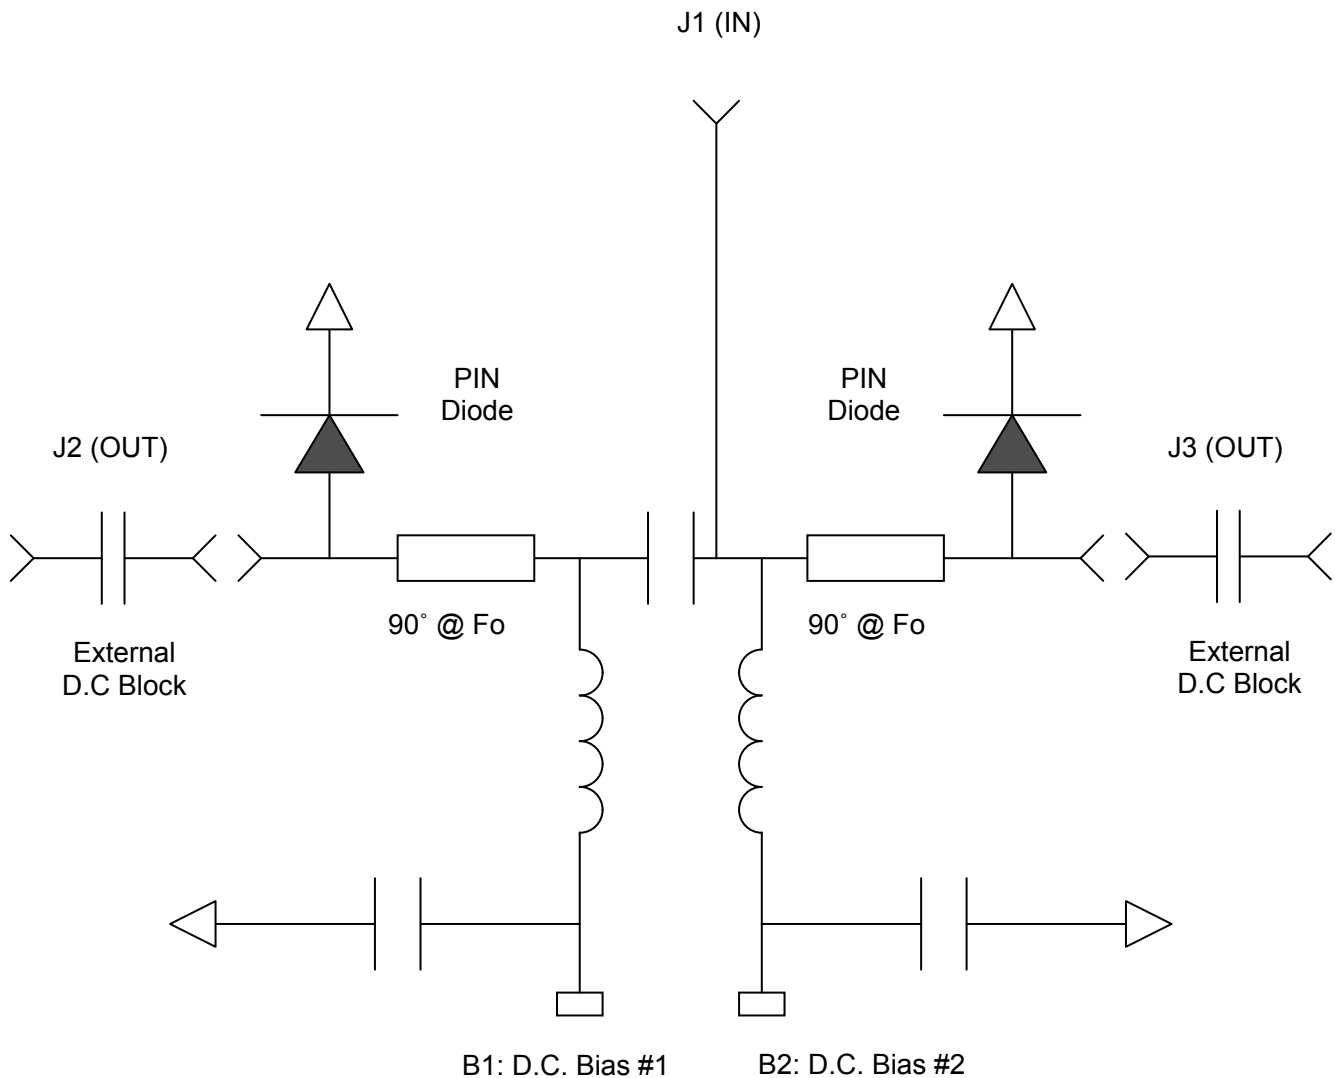 J1 (IN)
PIN
Diode
PIN
Diode
J2 (OUT)
J3 (OUT)
90° @ Fo
90° @ Fo
External
D.C Block
External
D.C Block
B1: D.C. Bias #1
B2: D.C. Bias #2